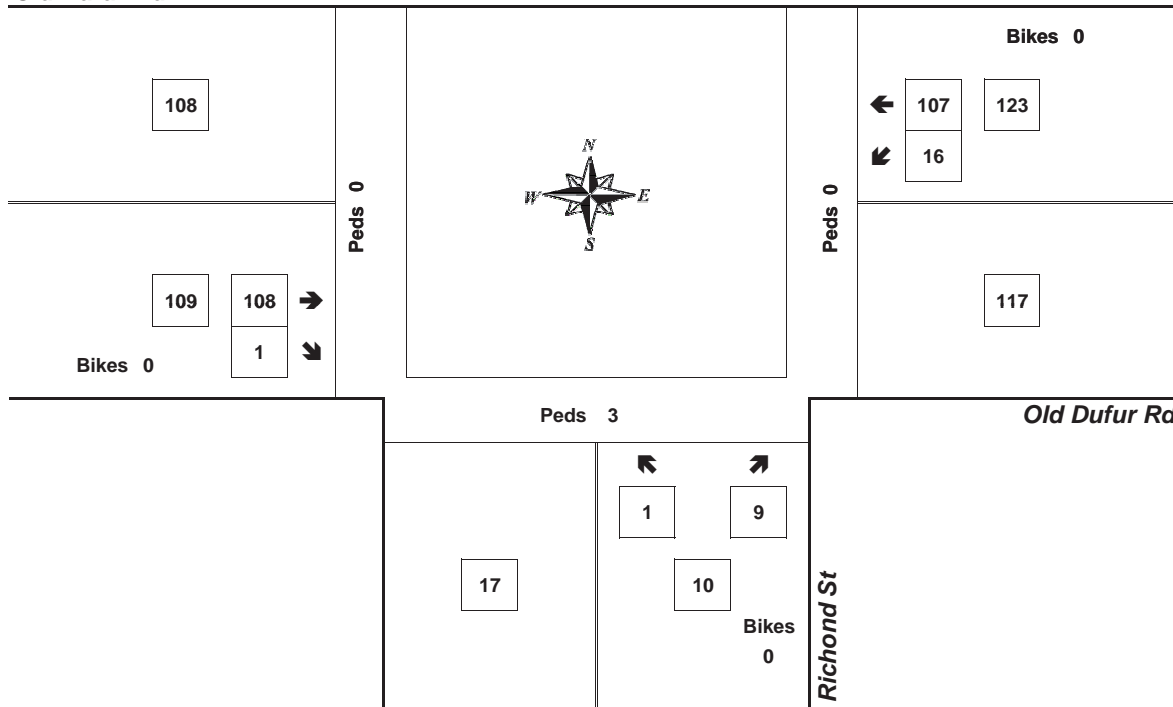 Bikes 0
108
107 123
16
N
W E
S
Peds 0
Peds 0
109 108
1
Bikes 0
117
Peds 3
Old Dufur Rd
1 9
17
10
Bikes
0
Richond St